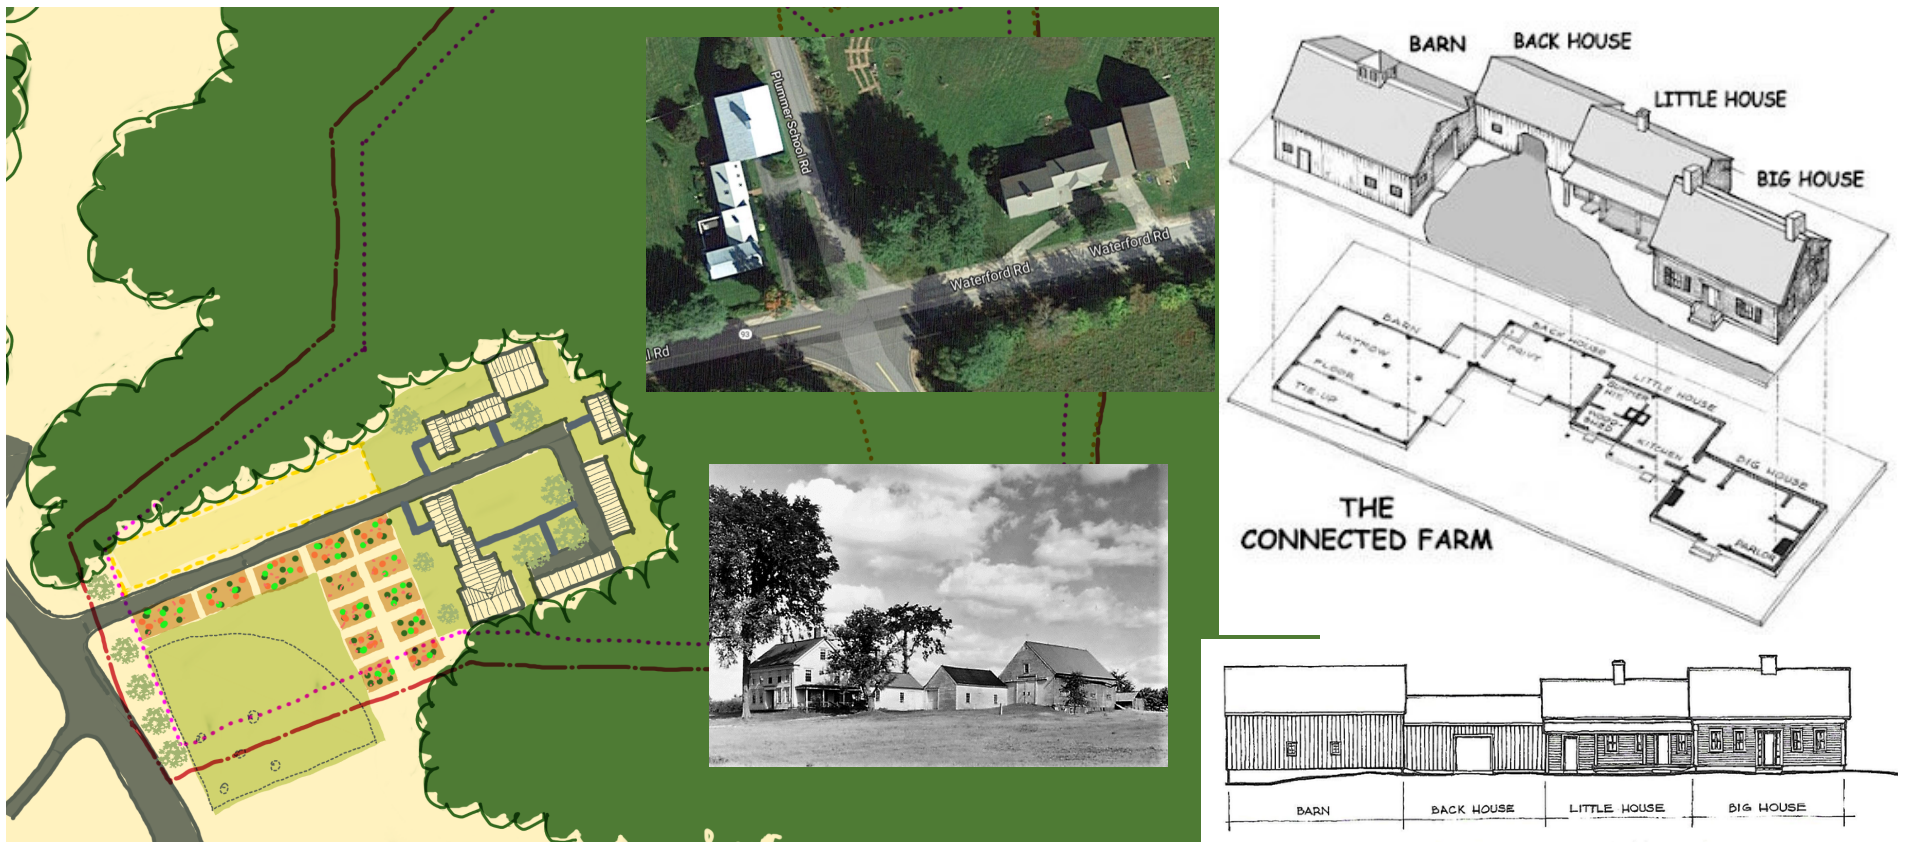 Plummer School Rd
Waterford Rd
Waterford Rd
93
l Rd
BARN
BACK HOUSE
LITTLE HOUSE
BIG HOUSE
BARN
HAYMOW
FLOOR
TIE-UP
BACK HOUSE
PRIVY
LITTLE HOUSE
SUMMER
KIT.
WOOD-
SHED
KITCHEN
BIG HOUSE
PARLOR
THE
CONNECTED FARM
BARN
BACK HOUSE
LITTLE HOUSE
BIG HOUSE